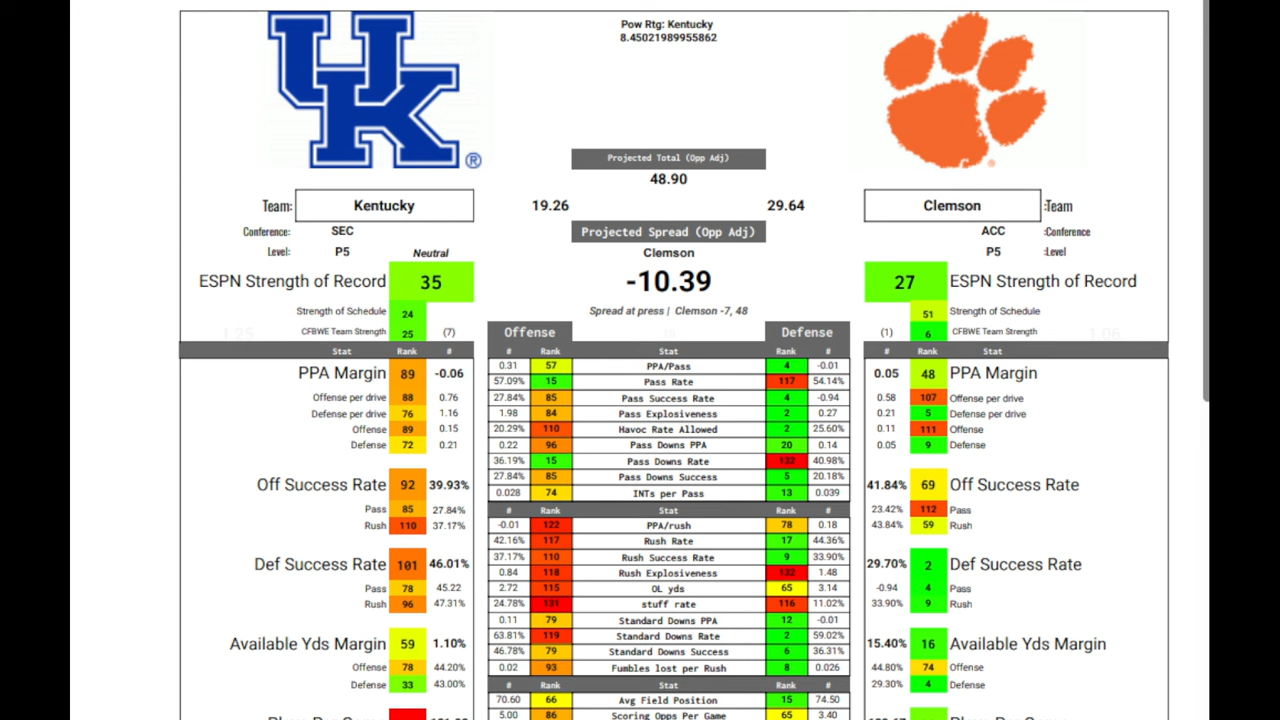 Pow Rtg: Kentucky
8.45021989955862
®
Projected Total (Opp Adj)
48.90
Team: Kentucky 19.26 29.64 Clemson :Team
Projected Spread (Opp Adj)
Conference: SEC ACC :Conference
Level: P5 Neutral Clemson P5 :Level
ESPN Strength of Record 35 -10.39 27 ESPN Strength of Record
Strength of Schedule 24 Spread at press | Clemson -7, 48 51 Strength of Schedule
CFBWE Team Strength 25 (7) Offense Defense (1) 6 CFBWE Team Strength
1.25 1.06
Stat Rank # # Rank Stat Rank # # Rank Stat
PPA Margin 89 -0.06 0.31 57 PPA/Pass 4 -0.01 0.05 48 PPA Margin
57.09% 15 Pass Rate 117 54.14%
Offense per drive 88 0.76 27.84% 85 Pass Success Rate 4 -0.94 0.58 107 Offense per drive
Defense per drive 76 1.16 1.98 84 Pass Explosiveness 2 0.27 0.21 5 Defense per drive
Offense 89 0.15 20.29% 110 Havoc Rate Allowed 2 25.60% 0.11 111 Offense
Defense 72 0.21 0.22 96 Pass Downs PPA 20 0.14 0.05 9 Defense
36.19% 15 Pass Downs Rate 132 40.98%
Off Success Rate 92 39.93% 27.84% 85 Pass Downs Success 5 20.18% 41.84% 69 Off Success Rate
0.028 74 INTs per Pass 13 0.039
Pass 85 27.84% # Rank Stat Rank # 23.42% 112 Pass
Rush 110 37.17% -0.01 122 PPA/rush 78 0.18 43.84% 59 Rush
42.16% 117 Rush Rate 17 44.36%
Def Success Rate 101 46.01% 37.17% 110 Rush Success Rate 9 33.90% 29.70% 2 Def Success Rate
0.84 118 Rush Explosiveness 132 1.48
Pass 78 45.22 2.72 115 OL yds 65 3.14 -0.94 4 Pass
Rush 96 47.31% 24.78% 131 stuff rate 116 11.02% 33.90% 9 Rush
0.11 79 Standard Downs PPA 12 -0.01
Available Yds Margin 59 1.10% 63.81% 119 Standard Downs Rate 2 59.02% 15.40% 16 Available Yds Margin
46.78% 79 Standard Downs Success 6 36.31%
Offense 78 44.20% 0.02 93 Fumbles lost per Rush 8 0.026 44.80% 74 Offense
Defense 33 43.00% # Rank Stat Rank # 29.30% 4 Defense
70.60 66 Avg Field Position 15 74.50
5.00 86 Scoring Opps Per Game 65 3.40